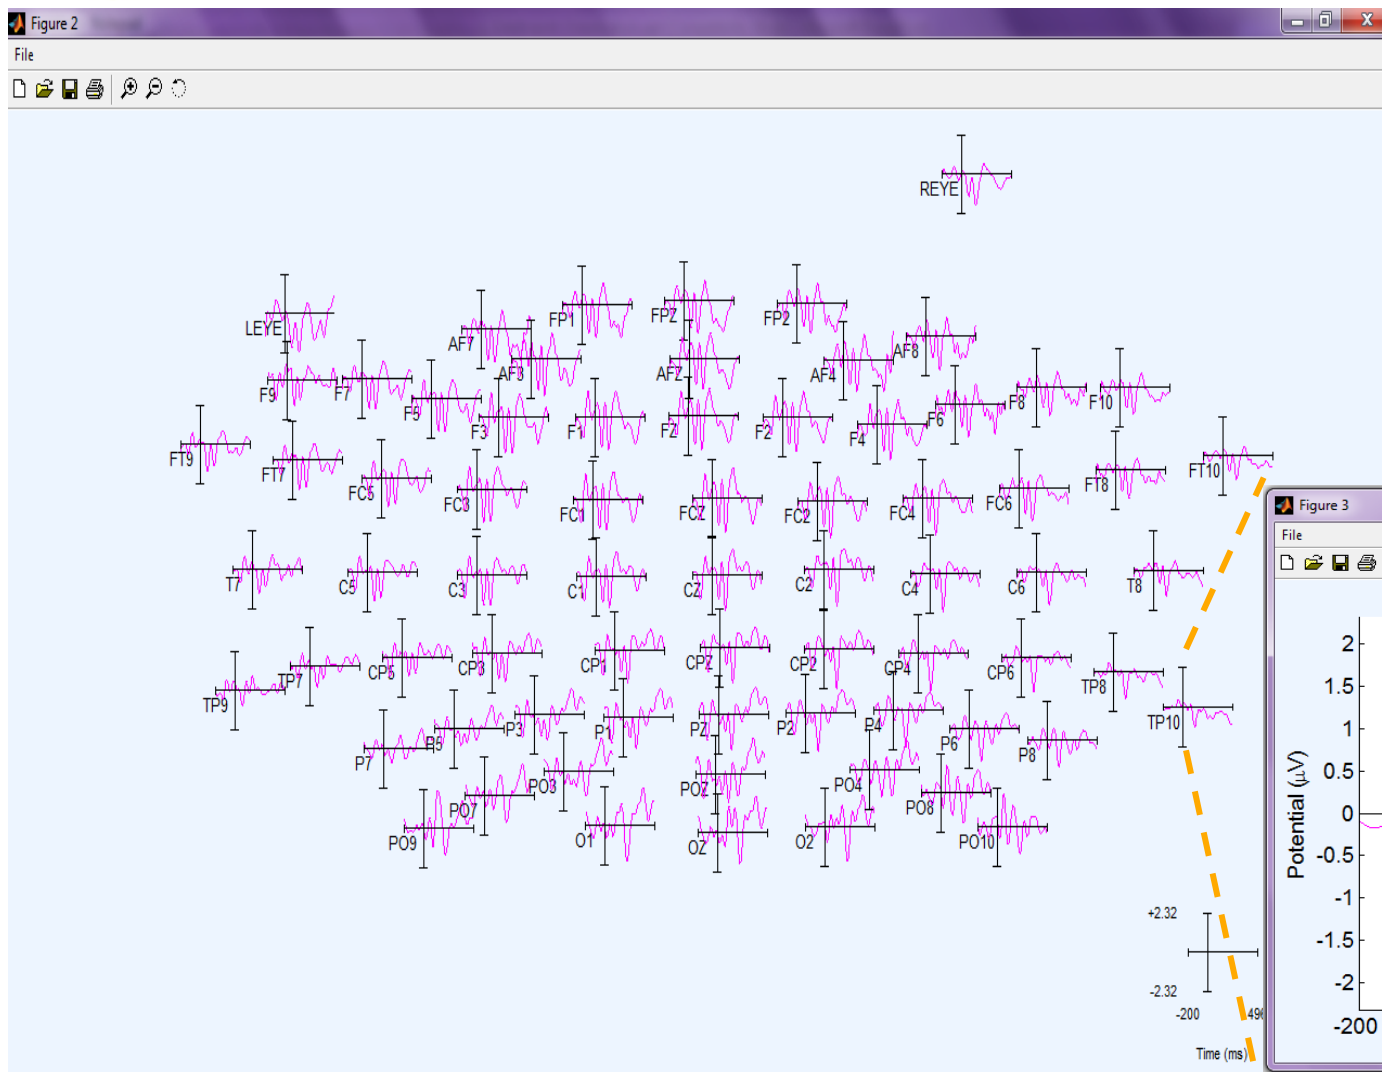 Figure 2
File
REYE
LEYE
AF7
FP1
FPZ
FP2
AF8
AF3
AFZ
AF4
F9
F7
F5
F3
F1
FZ
F2
F4
F6
F8
F10
FT9
FT7
FC5
FC3
FC1
FCZ
FC2
FC4
FC6
FT8
FT10
T7
C5
C3
C1
CZ
C2
C4
C6
T8
TP9
TP7
CP5
CP3
CP1
CPZ
CP2
CP4
CP6
TP8
TP10
P7
P5
P3
P1
PZ
P2
P4
P6
P8
PO9
PO7
PO3
POZ
PO4
PO8
PO10
O1
OZ
O2
+2.32
-2.32
-200
496
Time (ms)
Figure 3
File
2
1.5
1
0.5
0
-0.5
-1
-1.5
-2
-200
Potential (μV)